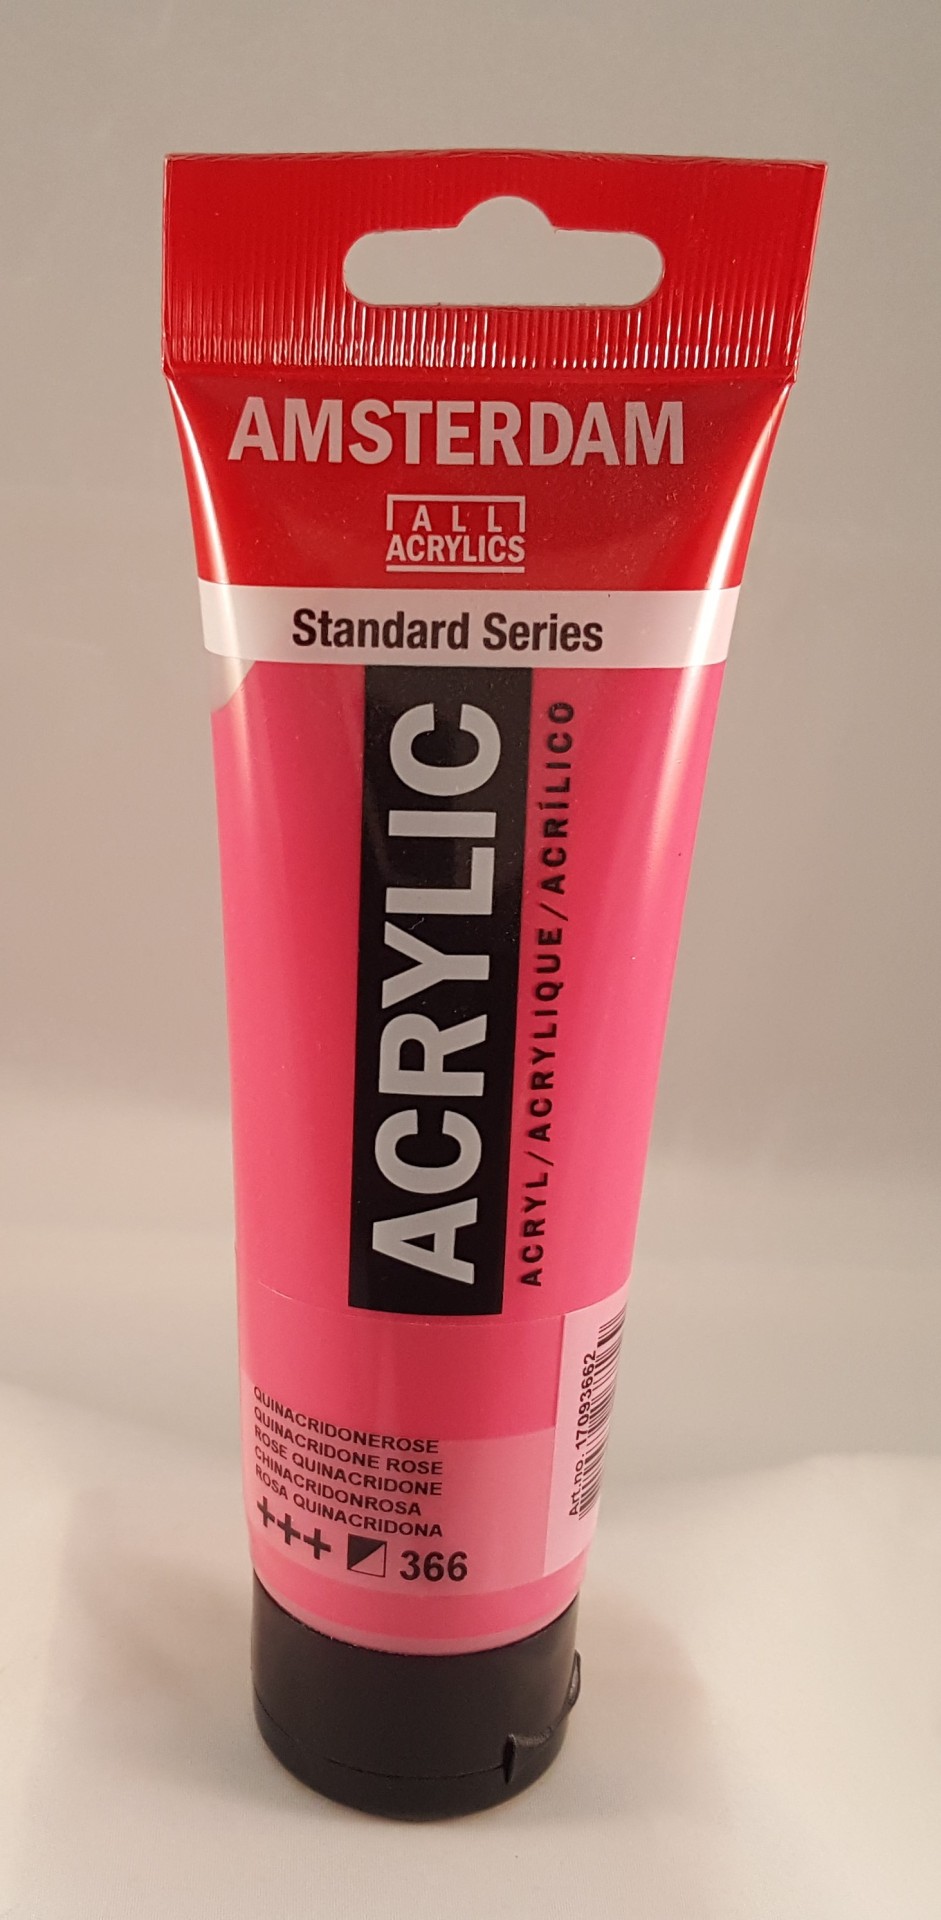 AMSTERDAM
ALL
ACRYLICS
Standard Series
ACRYLIC
ACRYL/ACRYLIQUE/ACRÍLICO
QUINACRIDONEROSE
QUINACRIDONE ROSE
ROSE QUINACRIDONE
CHINACRIDONROSA
ROSA QUINACRIDONA
+++ 366
Art.no.: 17093662